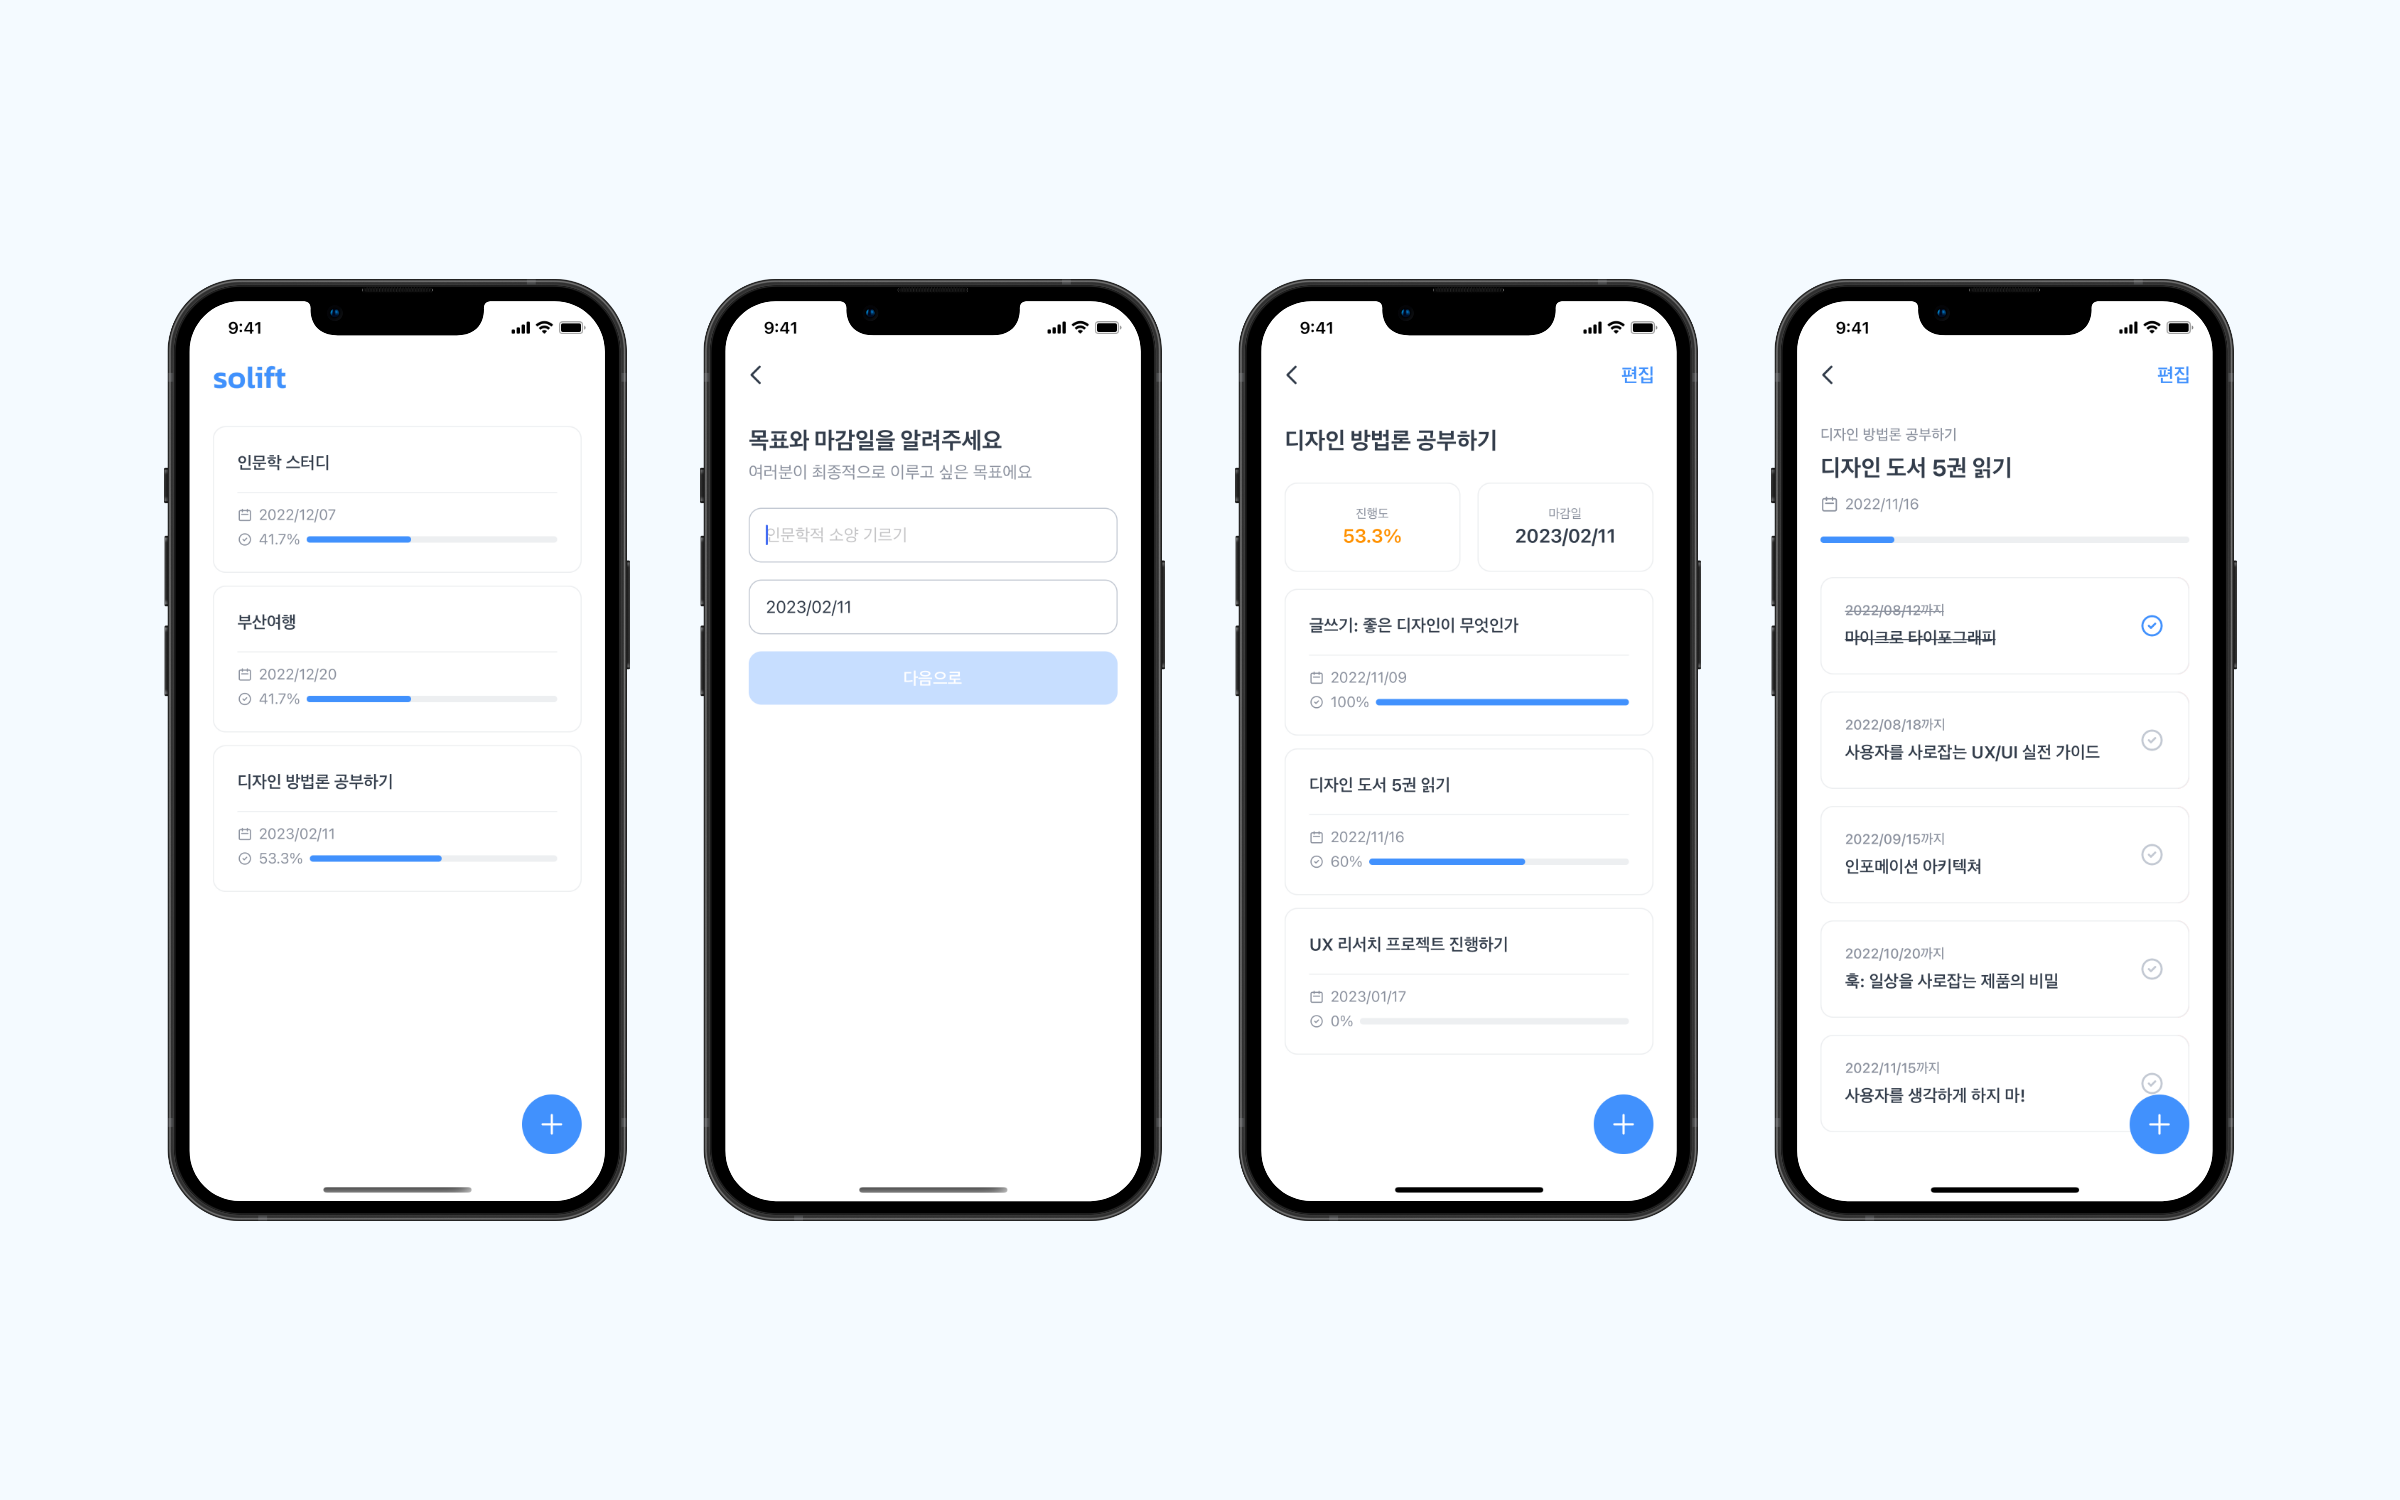 9:41
solift
인문학 스터디
2022/12/07
41.7%
부산여행
2022/12/20
41.7%
디자인 방법론 공부하기
2023/02/11
53.3%
9:41
목표와 마감일을 알려주세요
여러분이 최종적으로 이루고 싶은 목표에요
인문학적 소양 기르기
2023/02/11
다음으로
9:41
편집
디자인 방법론 공부하기
진행도
53.3%
마감일
2023/02/11
글쓰기: 좋은 디자인이 무엇인가
2022/11/09
100%
디자인 도서 5권 읽기
2022/11/16
60%
UX 리서치 프로젝트 진행하기
2023/01/17
0%
9:41
편집
디자인 방법론 공부하기
디자인 도서 5권 읽기
2022/11/16
2022/08/12까지
마이크로 타이포그래피
2022/08/18까지
사용자를 사로잡는 UX/UI 실전 가이드
2022/09/15까지
인포메이션 아키텍쳐
2022/10/20까지
훅: 일상을 사로잡는 제품의 비밀
2022/11/15까지
사용자를 생각하게 하지 마!